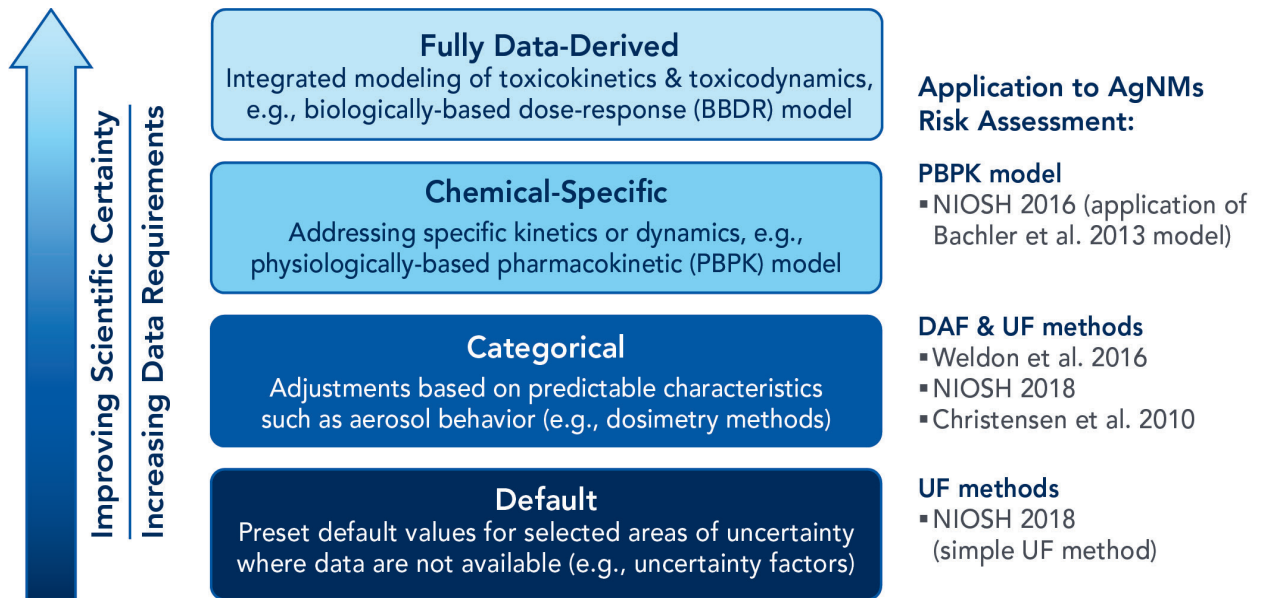 Improving Scientific Certainty
Increasing Data Requirements
Fully Data-Derived
Integrated modeling of toxicokinetics & toxicodynamics,
e.g., biologically-based dose-response (BBDR) model
Chemical-Specific
Addressing specific kinetics or dynamics, e.g.,
physiologically-based pharmacokinetic (PBPK) model
Categorical
Adjustments based on predictable characteristics
such as aerosol behavior (e.g., dosimetry methods)
Default
Preset default values for selected areas of uncertainty
where data are not available (e.g., uncertainty factors)
Application to AgNMs
Risk Assessment:
PBPK model
▪ NIOSH 2016 (application of
Bachler et al. 2013 model)
DAF & UF methods
▪ Weldon et al. 2016
▪ NIOSH 2018
▪ Christensen et al. 2010
UF methods
▪ NIOSH 2018
(simple UF method)